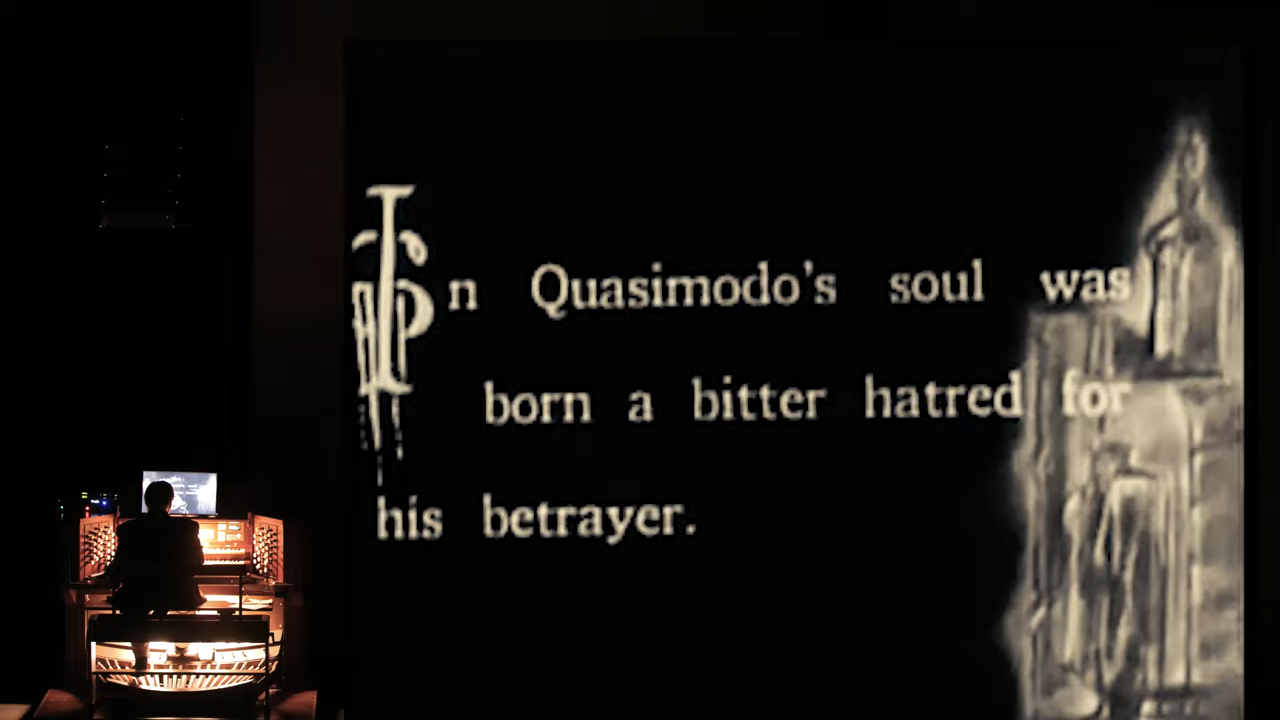 In Quasimodo's soul was
born a bitter hatred for
his betrayer.